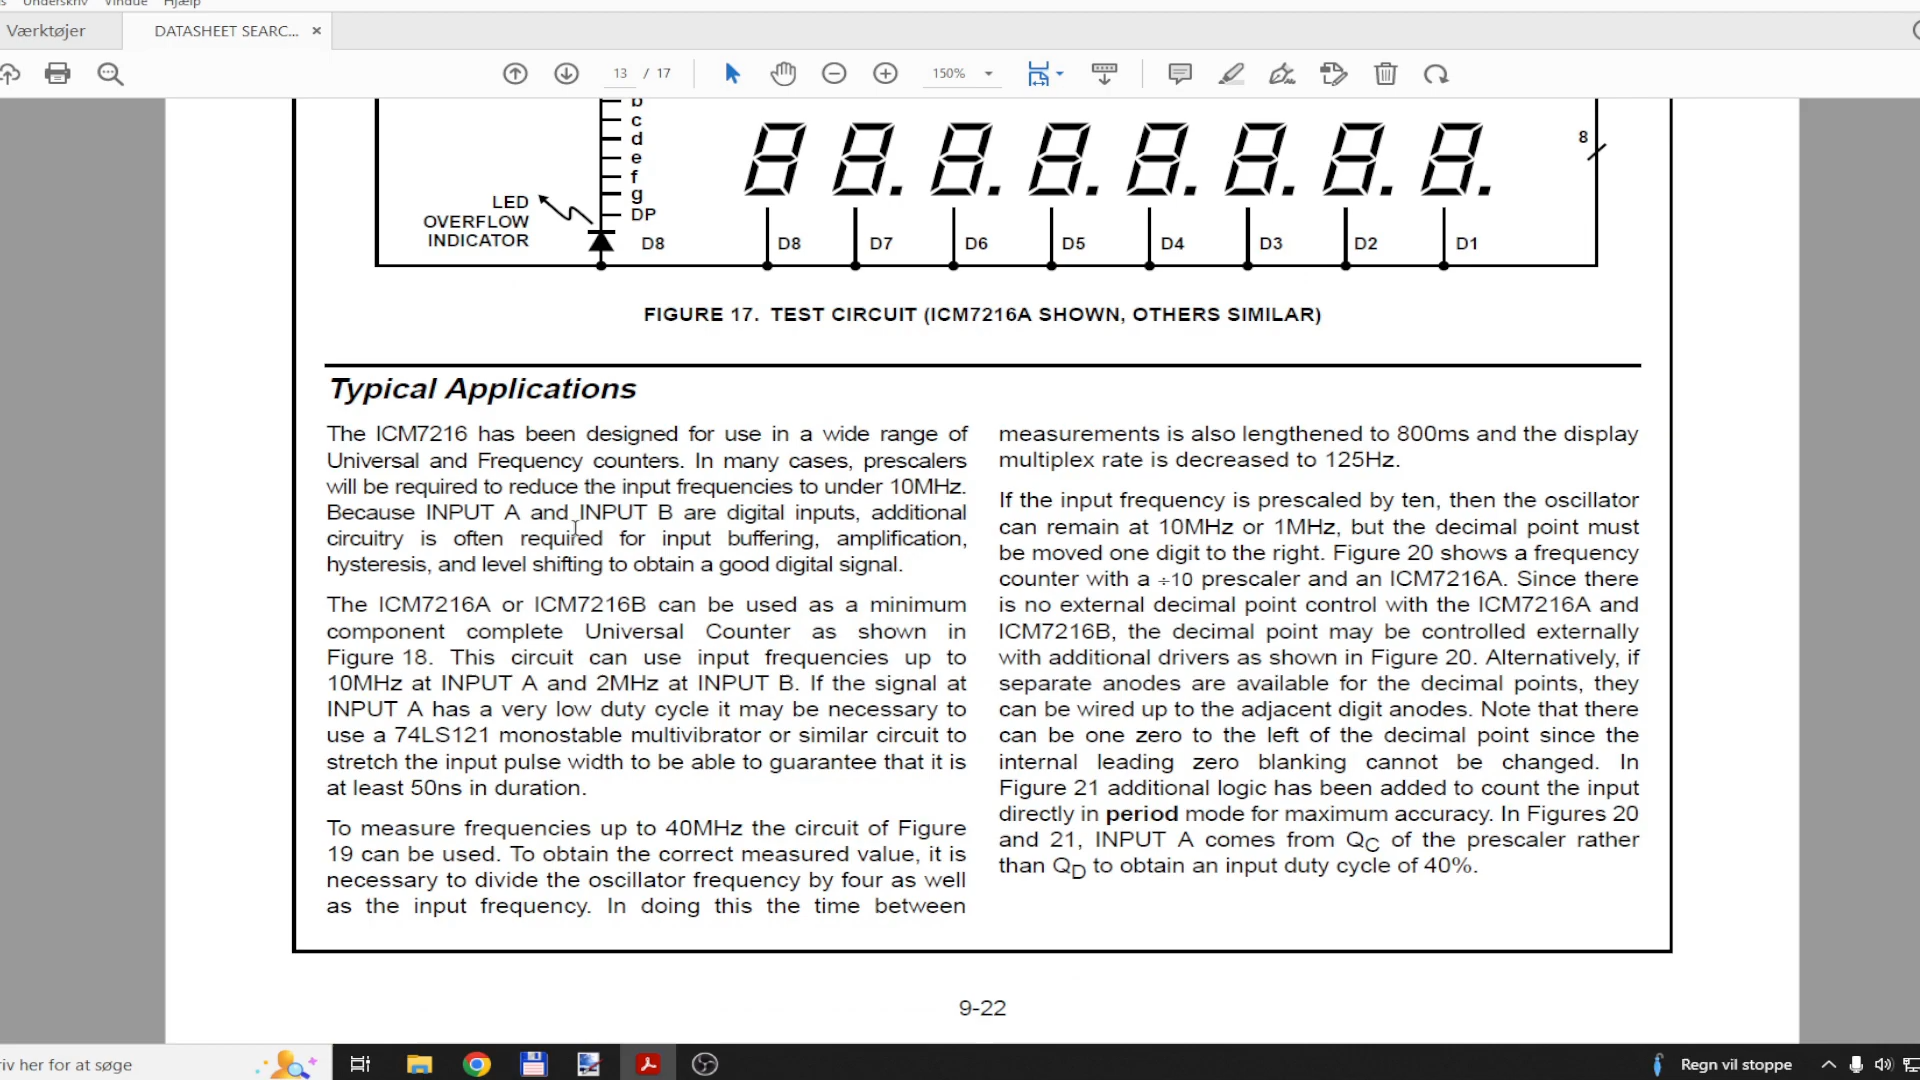 Underskriv Vindue Hjælp
Værktøjer
DATASHEET SEARC... ×
13 / 17
150%
b
c
d
e
f
g
DP
8
LED
OVERFLOW
INDICATOR
D8 D8 D7 D6 D5 D4 D3 D2 D1
FIGURE 17. TEST CIRCUIT (ICM7216A SHOWN, OTHERS SIMILAR)
Typical Applications
The ICM7216 has been designed for use in a wide range of
Universal and Frequency counters. In many cases, prescalers
will be required to reduce the input frequencies to under 10MHz.
Because INPUT A and INPUT B are digital inputs, additional
circuitry is often required for input buffering, amplification,
hysteresis, and level shifting to obtain a good digital signal.
The ICM7216A or ICM7216B can be used as a minimum
component complete Universal Counter as shown in
Figure 18. This circuit can use input frequencies up to
10MHz at INPUT A and 2MHz at INPUT B. If the signal at
INPUT A has a very low duty cycle it may be necessary to
use a 74LS121 monostable multivibrator or similar circuit to
stretch the input pulse width to be able to guarantee that it is
at least 50ns in duration.
To measure frequencies up to 40MHz the circuit of Figure
19 can be used. To obtain the correct measured value, it is
necessary to divide the oscillator frequency by four as well
as the input frequency. In doing this the time between
measurements is also lengthened to 800ms and the display
multiplex rate is decreased to 125Hz.
If the input frequency is prescaled by ten, then the oscillator
can remain at 10MHz or 1MHz, but the decimal point must
be moved one digit to the right. Figure 20 shows a frequency
counter with a ÷10 prescaler and an ICM7216A. Since there
is no external decimal point control with the ICM7216A and
ICM7216B, the decimal point may be controlled externally
with additional drivers as shown in Figure 20. Alternatively, if
separate anodes are available for the decimal points, they
can be wired up to the adjacent digit anodes. Note that there
can be one zero to the left of the decimal point since the
internal leading zero blanking cannot be changed. In
Figure 21 additional logic has been added to count the input
directly in period mode for maximum accuracy. In Figures 20
and 21, INPUT A comes from QC of the prescaler rather
than QD to obtain an input duty cycle of 40%.
9-22
iv her for at søge
Regn vil stoppe